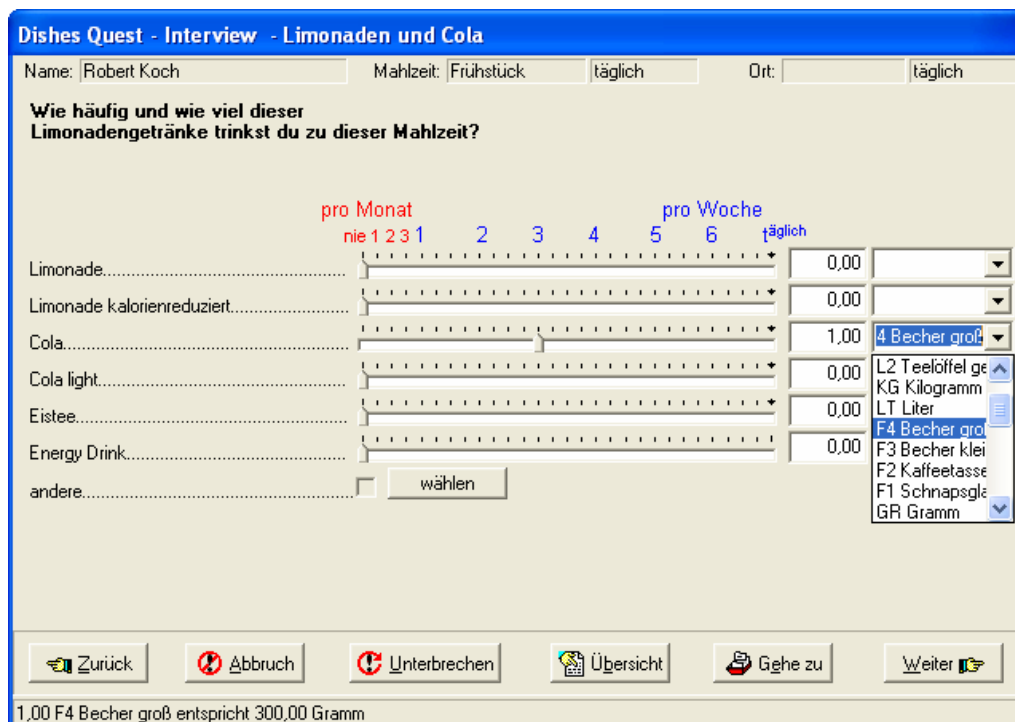 Dishes Quest - Interview - Limonaden und Cola
Name: Robert Koch Mahlzeit: Frühstück täglich Ort: täglich
Wie häufig und wie viel dieser
Limonadengetränke trinkst du zu dieser Mahlzeit?
pro Monat pro Woche
nie 1 2 3 1 2 3 4 5 6 täglich
Limonade 0,00
Limonade kalorienreduziert 0,00
Cola 1,00 4 Becher groß
Cola light 0,00
Eistee 0,00
Energy Drink 0,00
andere wählen
L2 Teelöffel ge
KG Kilogramm
LT Liter
F4 Becher groß
F3 Becher klei
F2 Kaffeetasse
F1 Schnapsgla
GR Gramm
Zurück Abbruch Unterbrechen Übersicht Gehe zu Weiter
1,00 F4 Becher groß entspricht 300,00 Gramm